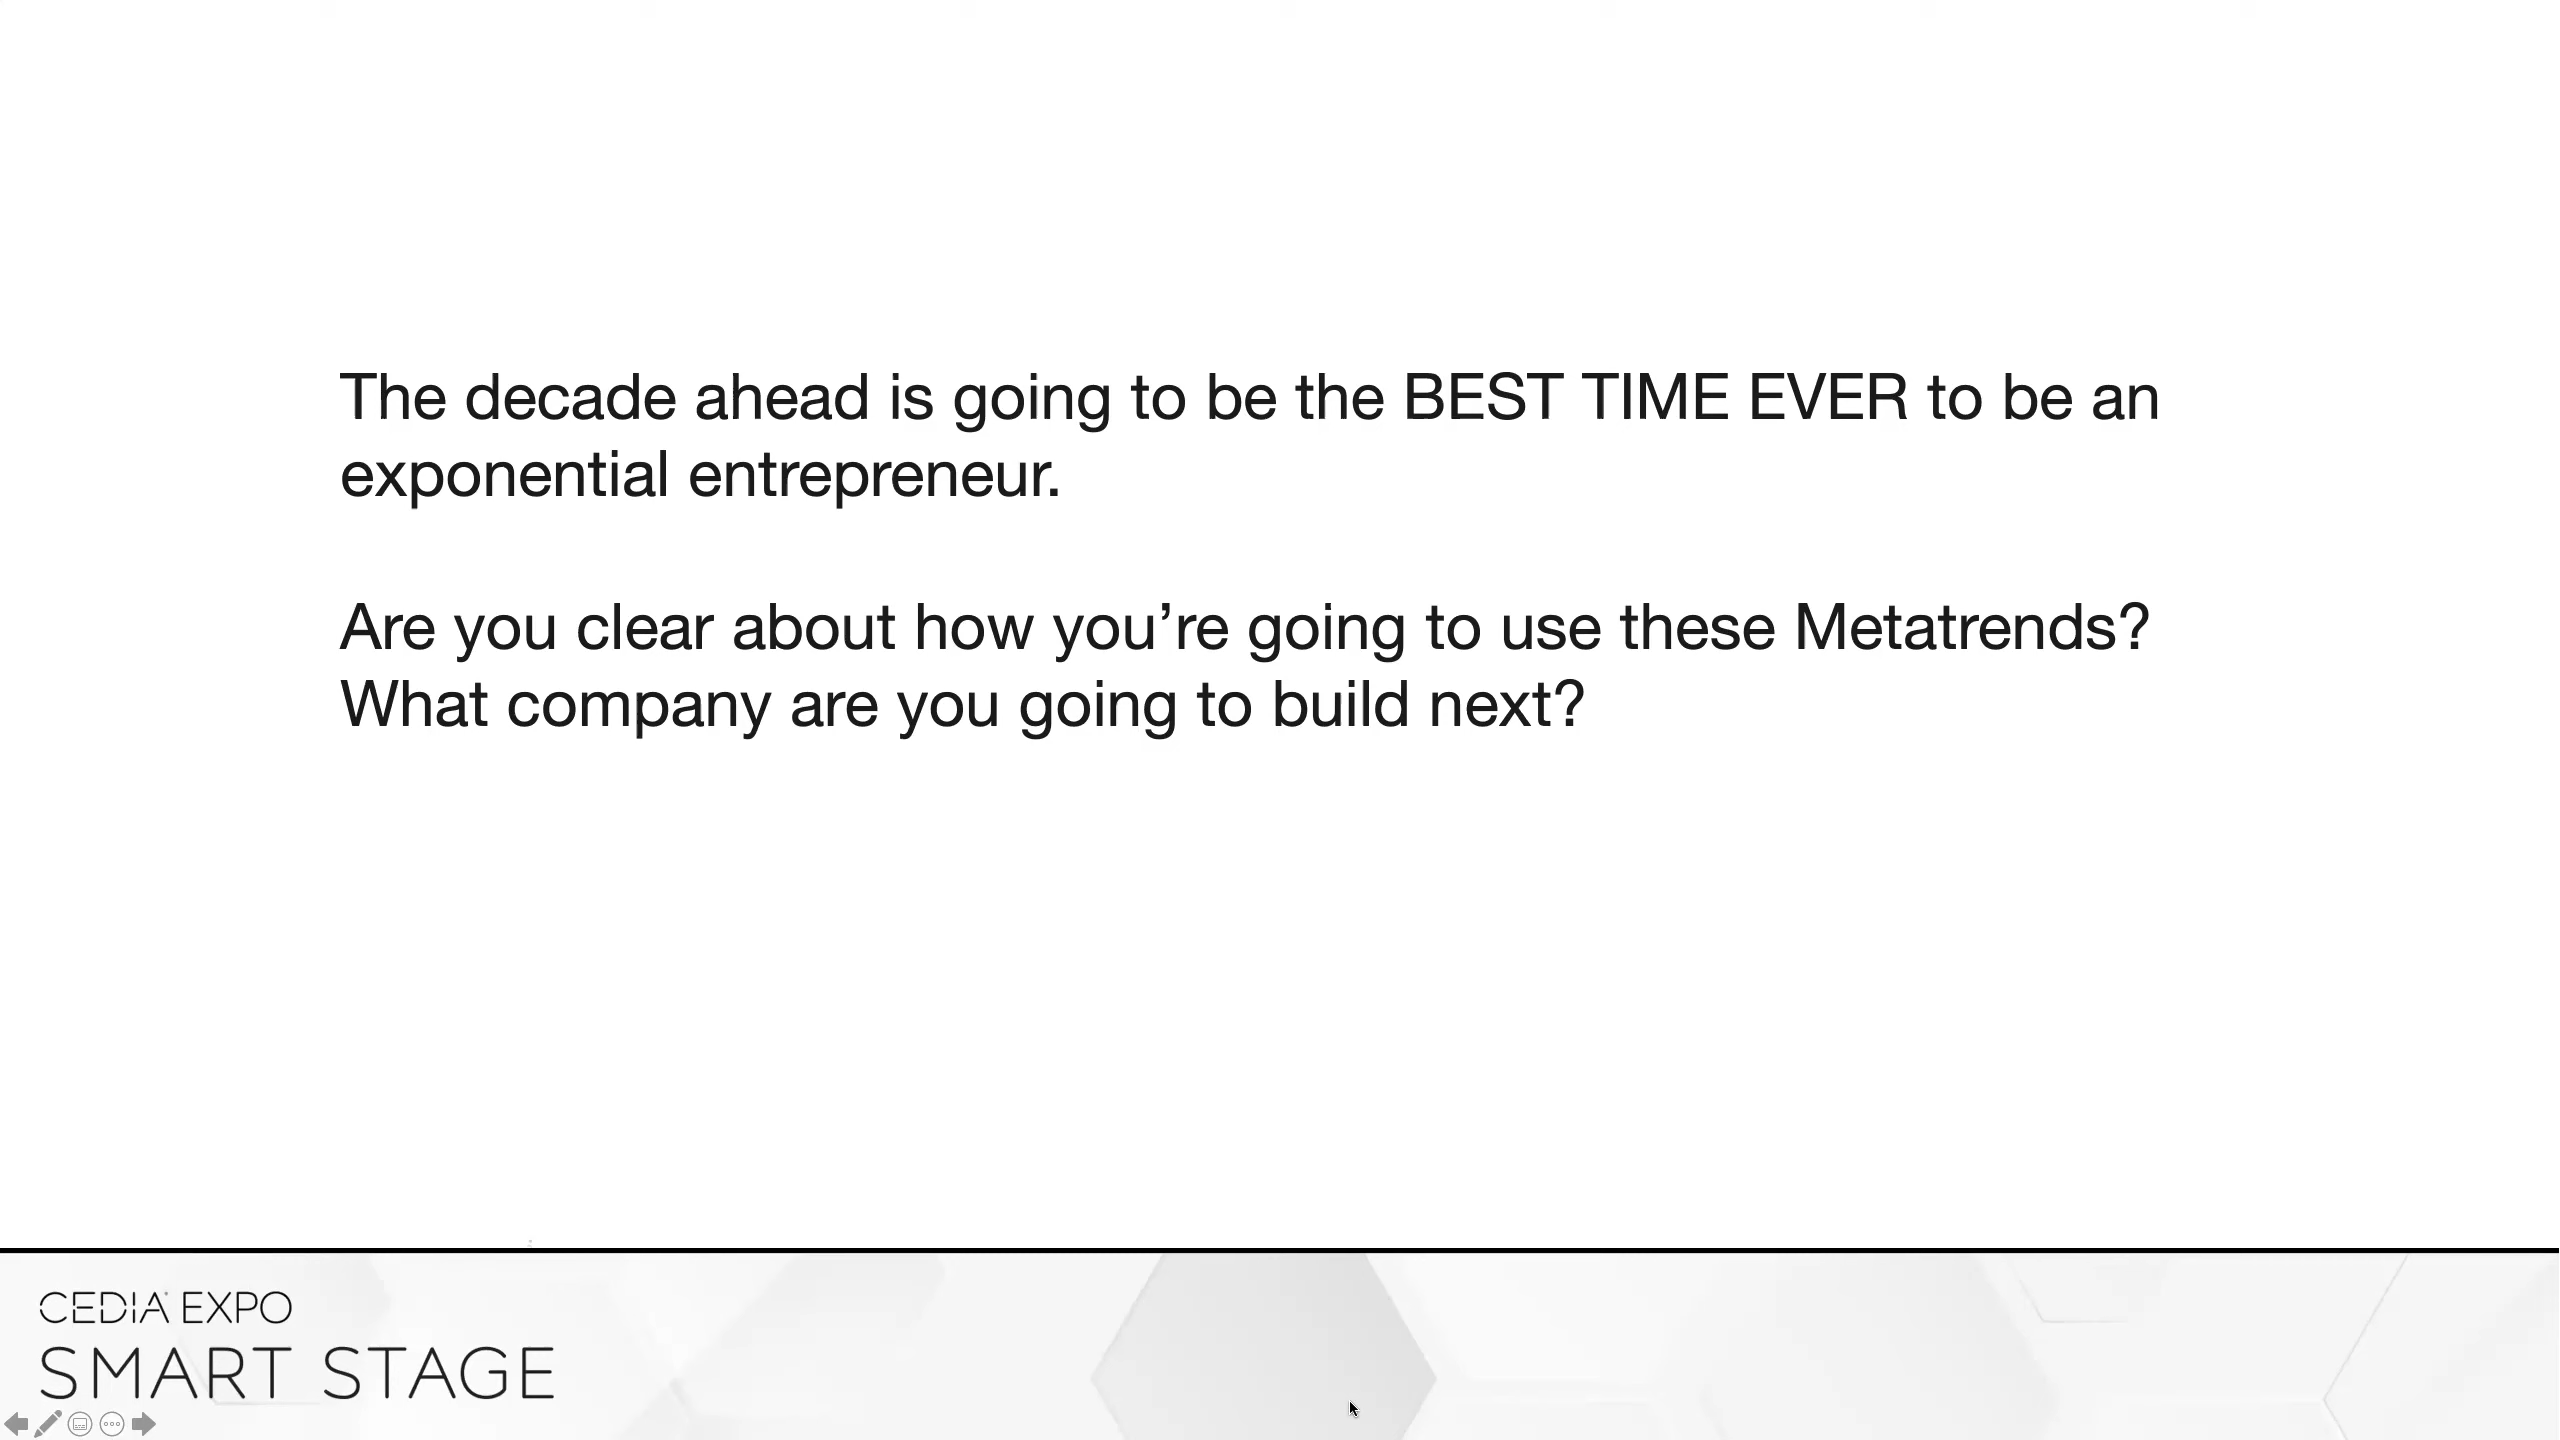 The decade ahead is going to be the BEST TIME EVER to be an
exponential entrepreneur.
Are you clear about how you’re going to use these Metatrends?
What company are you going to build next?
CEDIA EXPO
SMART STAGE